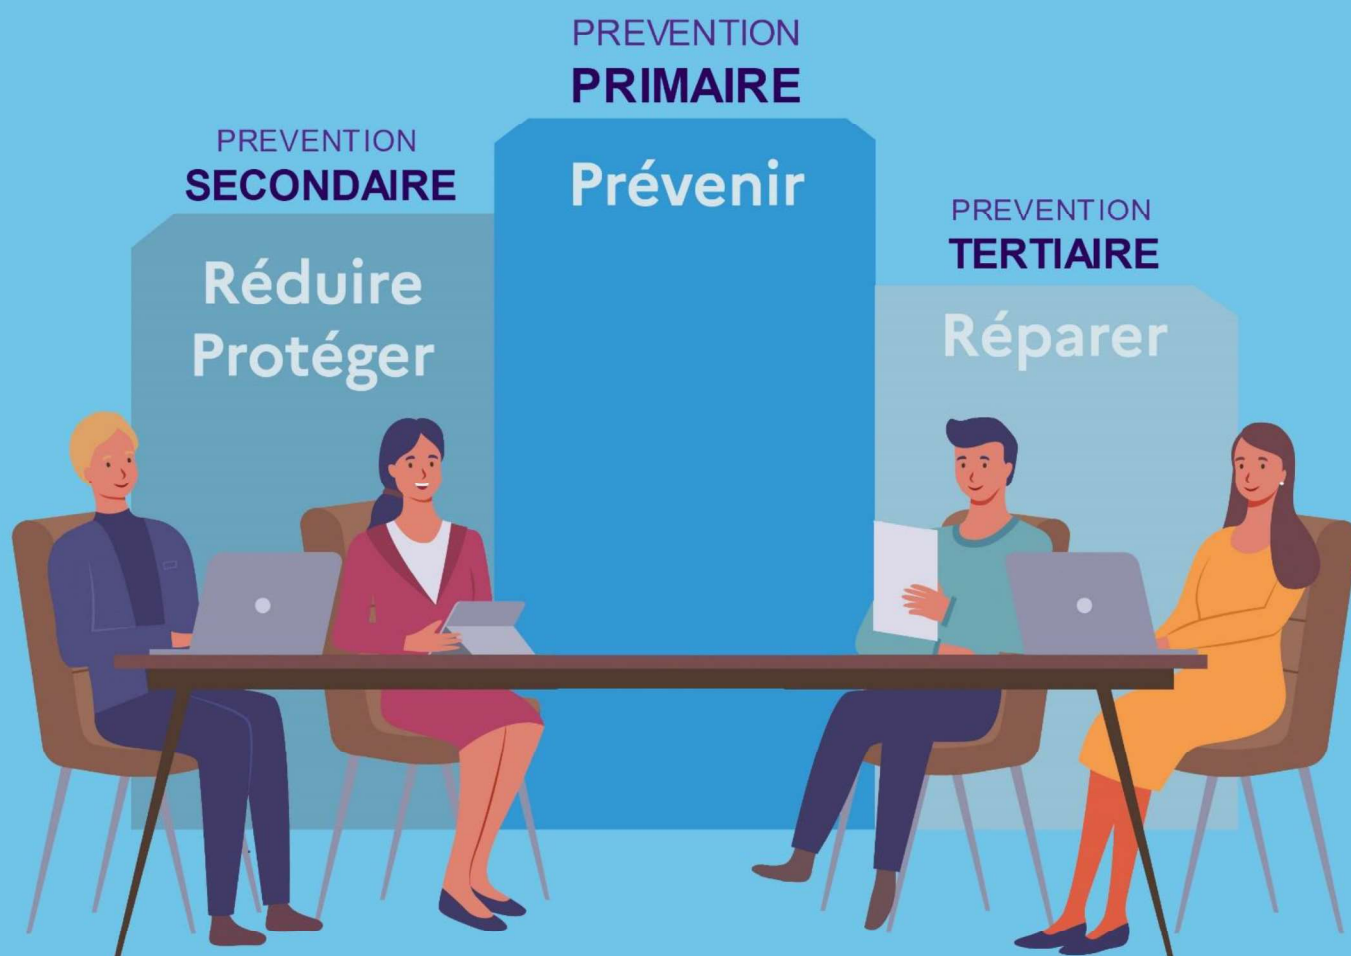 PREVENTION
PRIMAIRE
Prévenir
PREVENTION
SECONDAIRE
Réduire
Protéger
PREVENTION
TERTIAIRE
Réparer